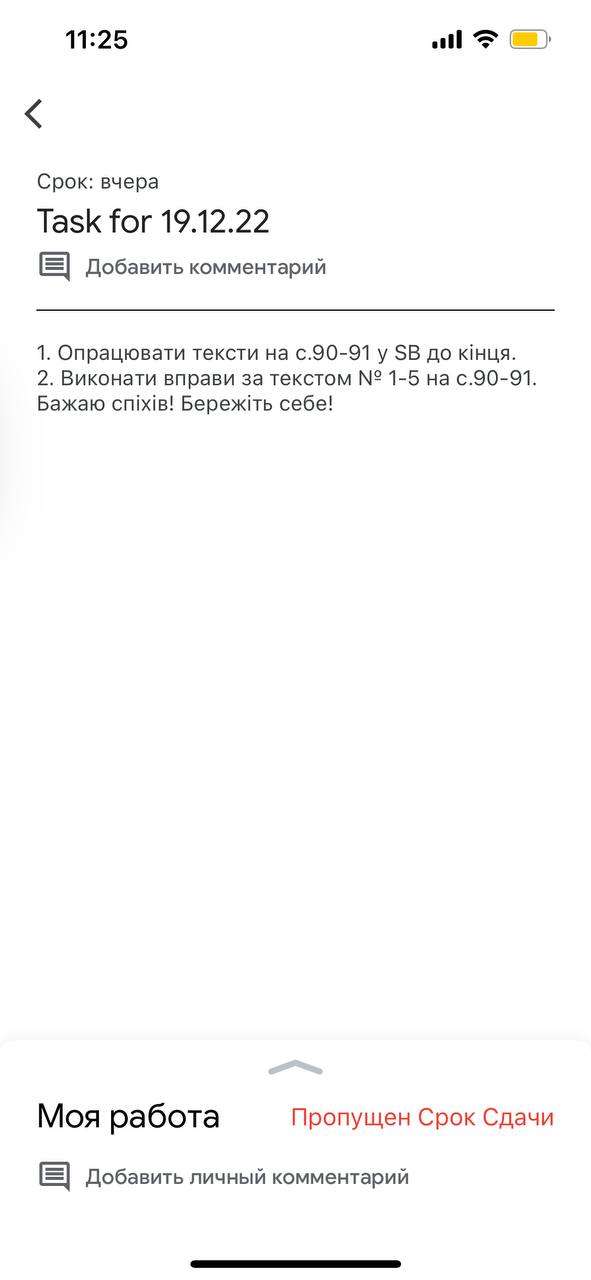 11:25
Срок: вчера
Task for 19.12.22
Добавить комментарий
1. Опрацювати тексти на с.90-91 у SB до кінця.
2. Виконати вправи за текстом № 1-5 на с.90-91.
Бажаю спіхів! Бережіть себе!
Моя работа
Пропущен Срок Сдачи
Добавить личный комментарий